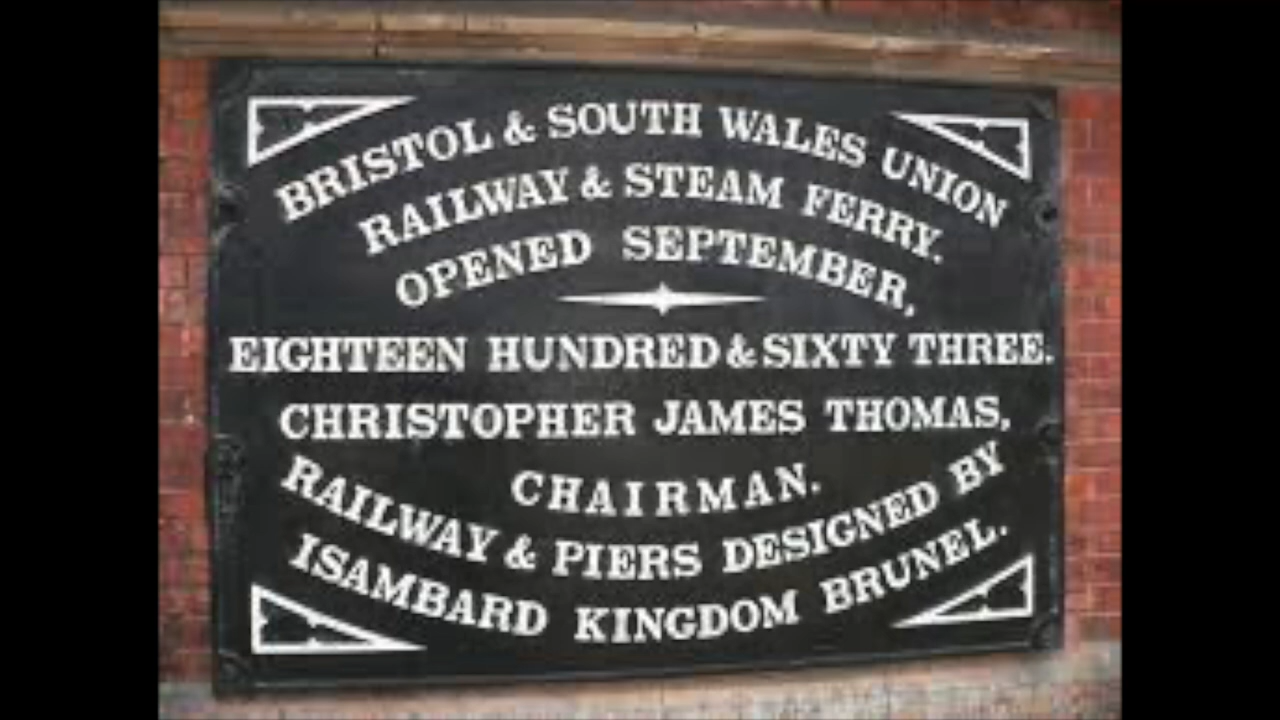 BRISTOL & SOUTH WALES UNION
RAILWAY & STEAM FERRY.
OPENED SEPTEMBER,
EIGHTEEN HUNDRED & SIXTY THREE.
CHRISTOPHER JAMES THOMAS,
CHAIRMAN.
RAILWAY & PIERS DESIGNED BY
ISAMBARD KINGDOM BRUNEL.